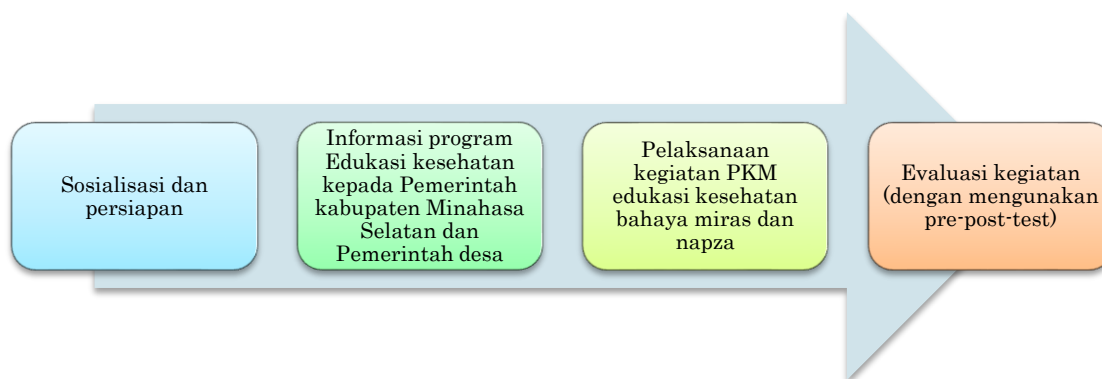 Sosialisasi dan
persiapan
Informasi program
Edukasi kesehatan
kepada Pemerintah
kabupaten Minahasa
Selatan dan
Pemerintah desa
Pelaksanaan
kegiatan PKM
edukasi kesehatan
bahaya miras dan
napza
Evaluasi kegiatan
(dengan mengunakan
pre-post-test)